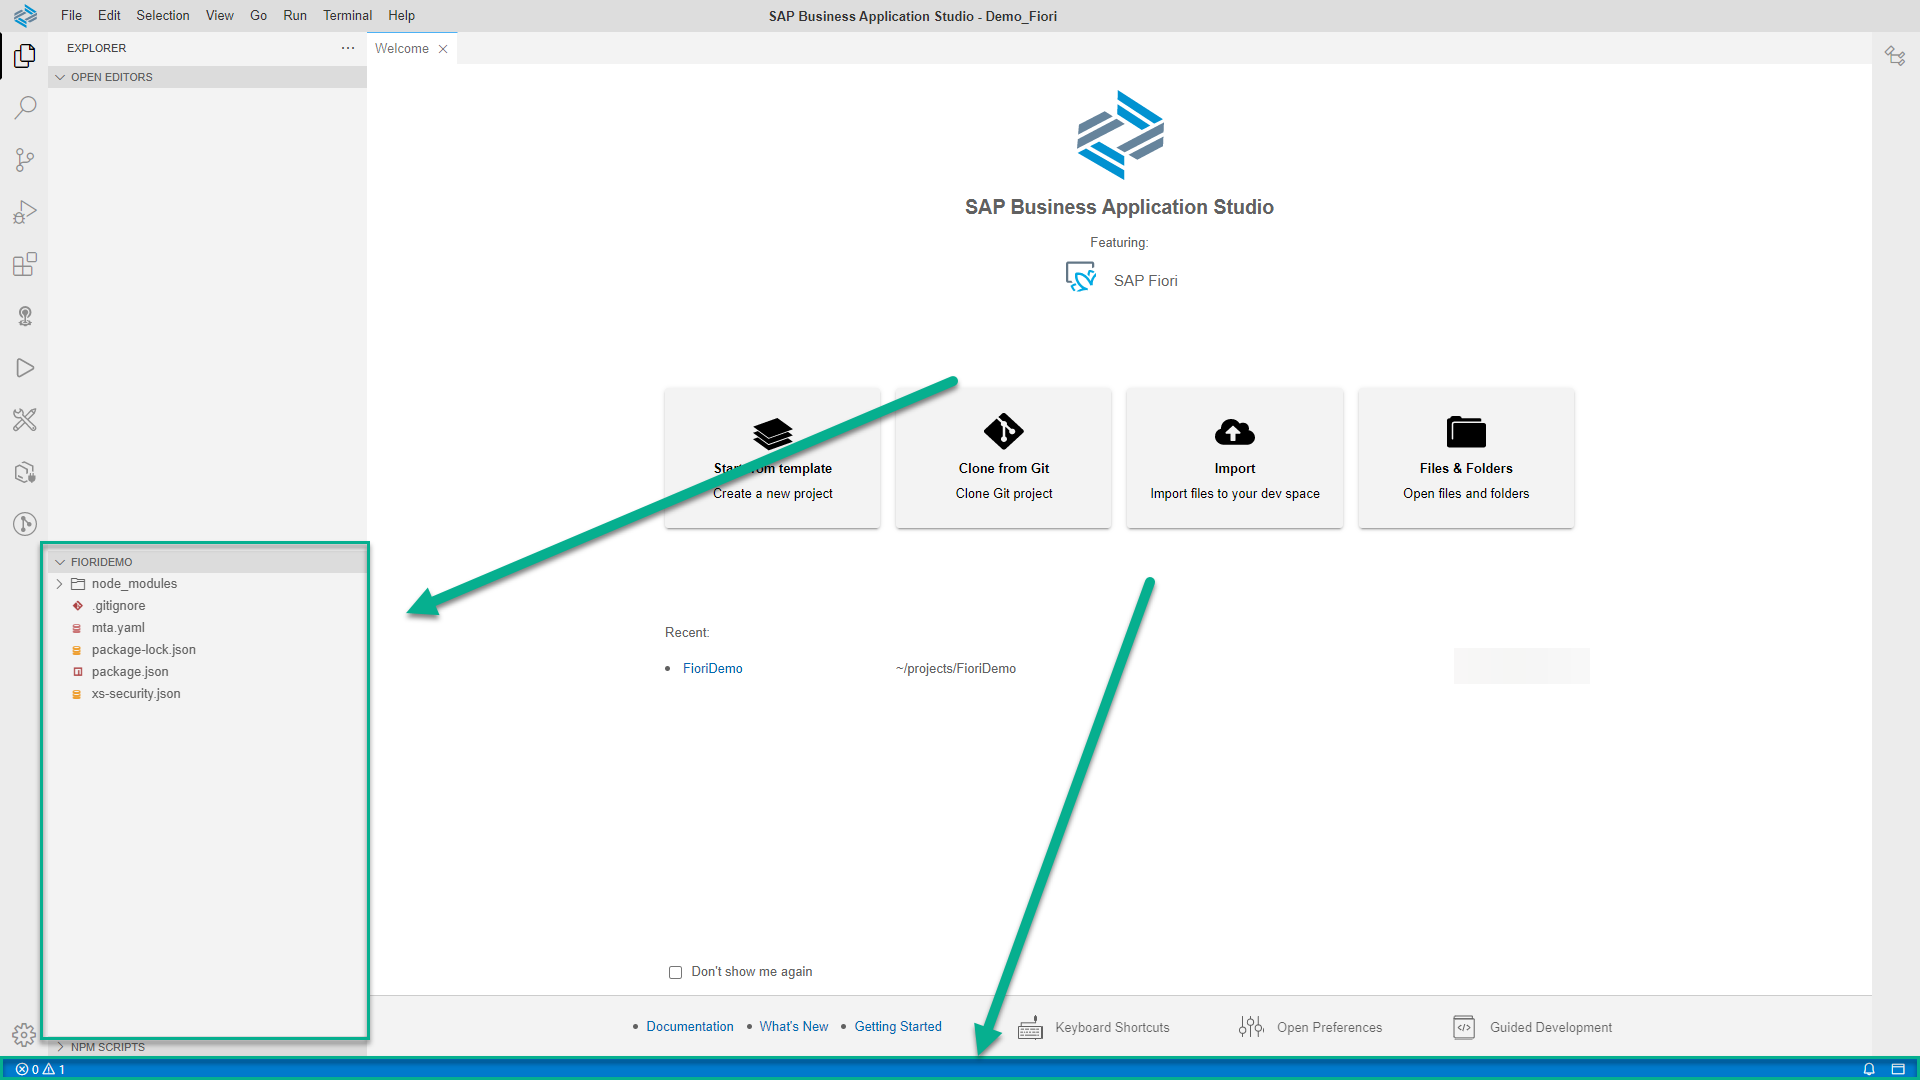 File Edit Selection View Go Run Terminal Help
SAP Business Application Studio - Demo_Fiori
EXPLORER
Welcome
OPEN EDITORS
SAP Business Application Studio
Featuring:
SAP Fiori
Start from template
Create a new project
Clone from Git
Clone Git project
Import
Import files to your dev space
Files & Folders
Open files and folders
FIORIDEMO
node_modules
.gitignore
mta.yaml
package-lock.json
package.json
xs-security.json
Recent:
FioriDemo ~/projects/FioriDemo
Don't show me again
Documentation What's New Getting Started Keyboard Shortcuts Open Preferences Guided Development
NPM SCRIPTS
0 1